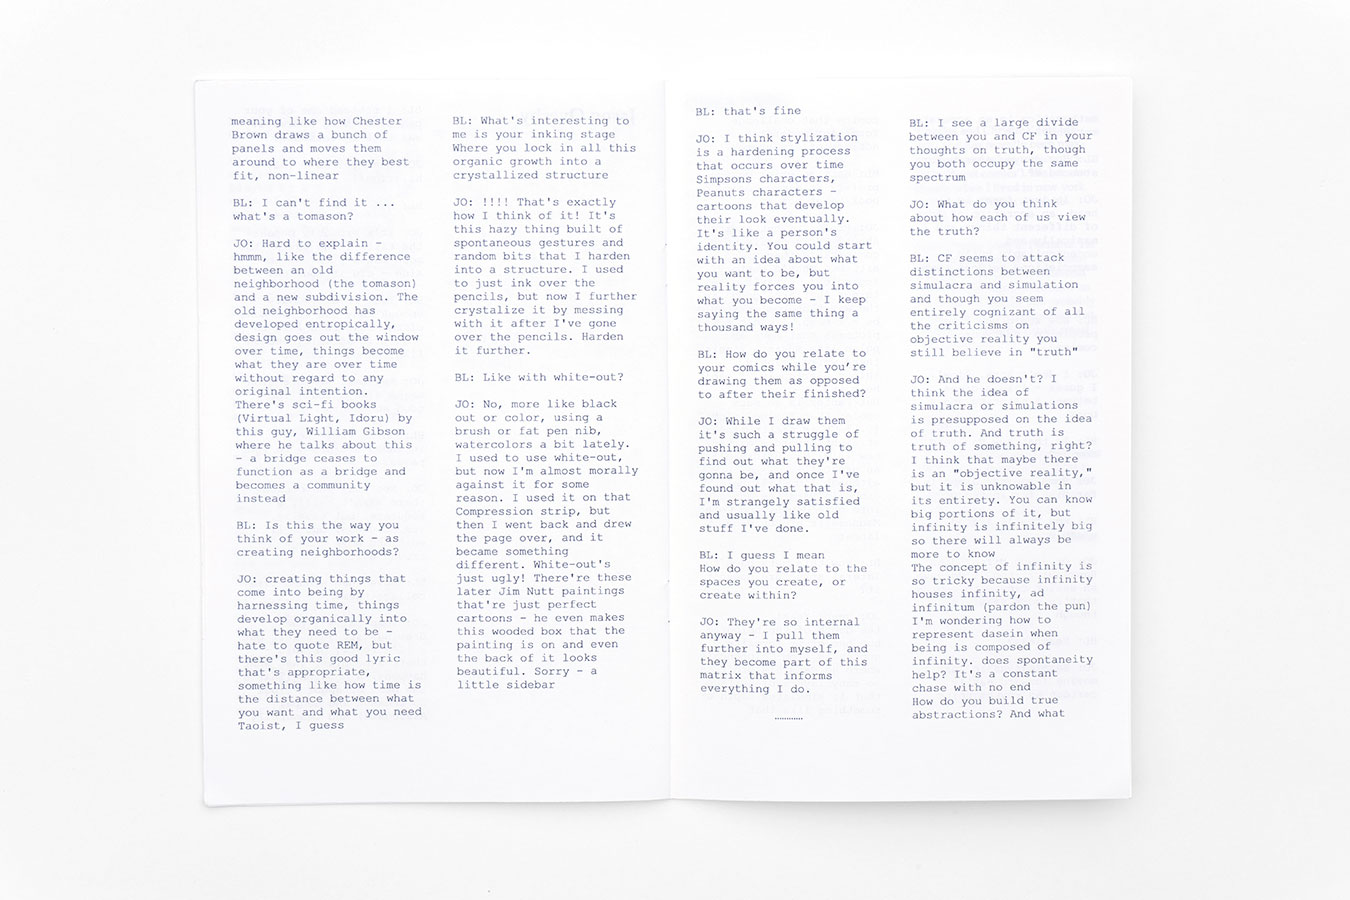 meaning like how Chester
Brown draws a bunch of
panels and moves them
around to where they best
fit, non-linear
BL: I can't find it ...
what's a tomason?
JO: Hard to explain –
hmmm, like the difference
between an old
neighborhood (the tomason)
and a new subdivision. The
old neighborhood has
developed entropically,
design goes out the window
over time, things become
what they are over time
without regard to any
original intention.
There's sci-fi books
(Virtual Light, Idoru) by
this guy, William Gibson
where he talks about this
– a bridge ceases to
function as a bridge and
becomes a community
instead
BL: Is this the way you
think of your work – as
creating neighborhoods?
JO: creating things that
come into being by
harnessing time, things
develop organically into
what they need to be –
hate to quote REM, but
there's this good lyric
that's appropriate,
something like how time is
the distance between what
you want and what you need
Taoist, I guess
BL: What's interesting to
me is your inking stage
Where you lock in all this
organic growth into a
crystallized structure
JO: !!!! That's exactly
how I think of it! It's
this hazy thing built of
spontaneous gestures and
random bits that I harden
into a structure. I used
to just ink over the
pencils, but now I further
crystalize it by messing
with it after I've gone
over the pencils. Harden
it further.
BL: Like with white-out?
JO: No, more like black
out or color, using a
brush or fat pen nib,
watercolors a bit lately.
I used to use white-out,
but now I'm almost morally
against it for some
reason. I used it on that
Compression strip, but
then I went back and drew
the page over, and it
became something
different. White-out's
just ugly! There're these
later Jim Nutt paintings
that're just perfect
cartoons – he even makes
this wooded box that the
painting is on and even
the back of it looks
beautiful. Sorry – a
little sidebar
BL: that's fine
JO: I think stylization
is a hardening process
that occurs over time
Simpsons characters,
Peanuts characters –
cartoons that develop
their look eventually.
It's like a person's
identity. You could start
with an idea about what
you want to be, but
reality forces you into
what you become – I keep
saying the same thing a
thousand ways!
BL: How do you relate to
your comics while you're
drawing them as opposed
to after their finished?
JO: While I draw them
it's such a struggle of
pushing and pulling to
find out what they're
gonna be, and once I've
found out what that is,
I'm strangely satisfied
and usually like old
stuff I've done.
BL: I guess I mean
How do you relate to the
spaces you create, or
create within?
JO: They're so internal
anyway – I pull them
further into myself, and
they become part of this
matrix that informs
everything I do.
............
BL: I see a large divide
between you and CF in your
thoughts on truth, though
you both occupy the same
spectrum
JO: What do you think
about how each of us view
the truth?
BL: CF seems to attack
distinctions between
simulacra and simulation
and though you seem
entirely cognizant of all
the criticisms on
objective reality you
still believe in "truth"
JO: And he doesn't? I
think the idea of
simulacra or simulations
is presupposed on the idea
of truth. And truth is
truth of something, right?
I think that maybe there
is an "objective reality,"
but it is unknowable in
its entirety. You can know
big portions of it, but
infinity is infinitely big
so there will always be
more to know
The concept of infinity is
so tricky because infinity
houses infinity, ad
infinitum (pardon the pun)
I'm wondering how to
represent dasein when
being is composed of
infinity. does spontaneity
help? It's a constant
chase with no end
How do you build true
abstractions? And what